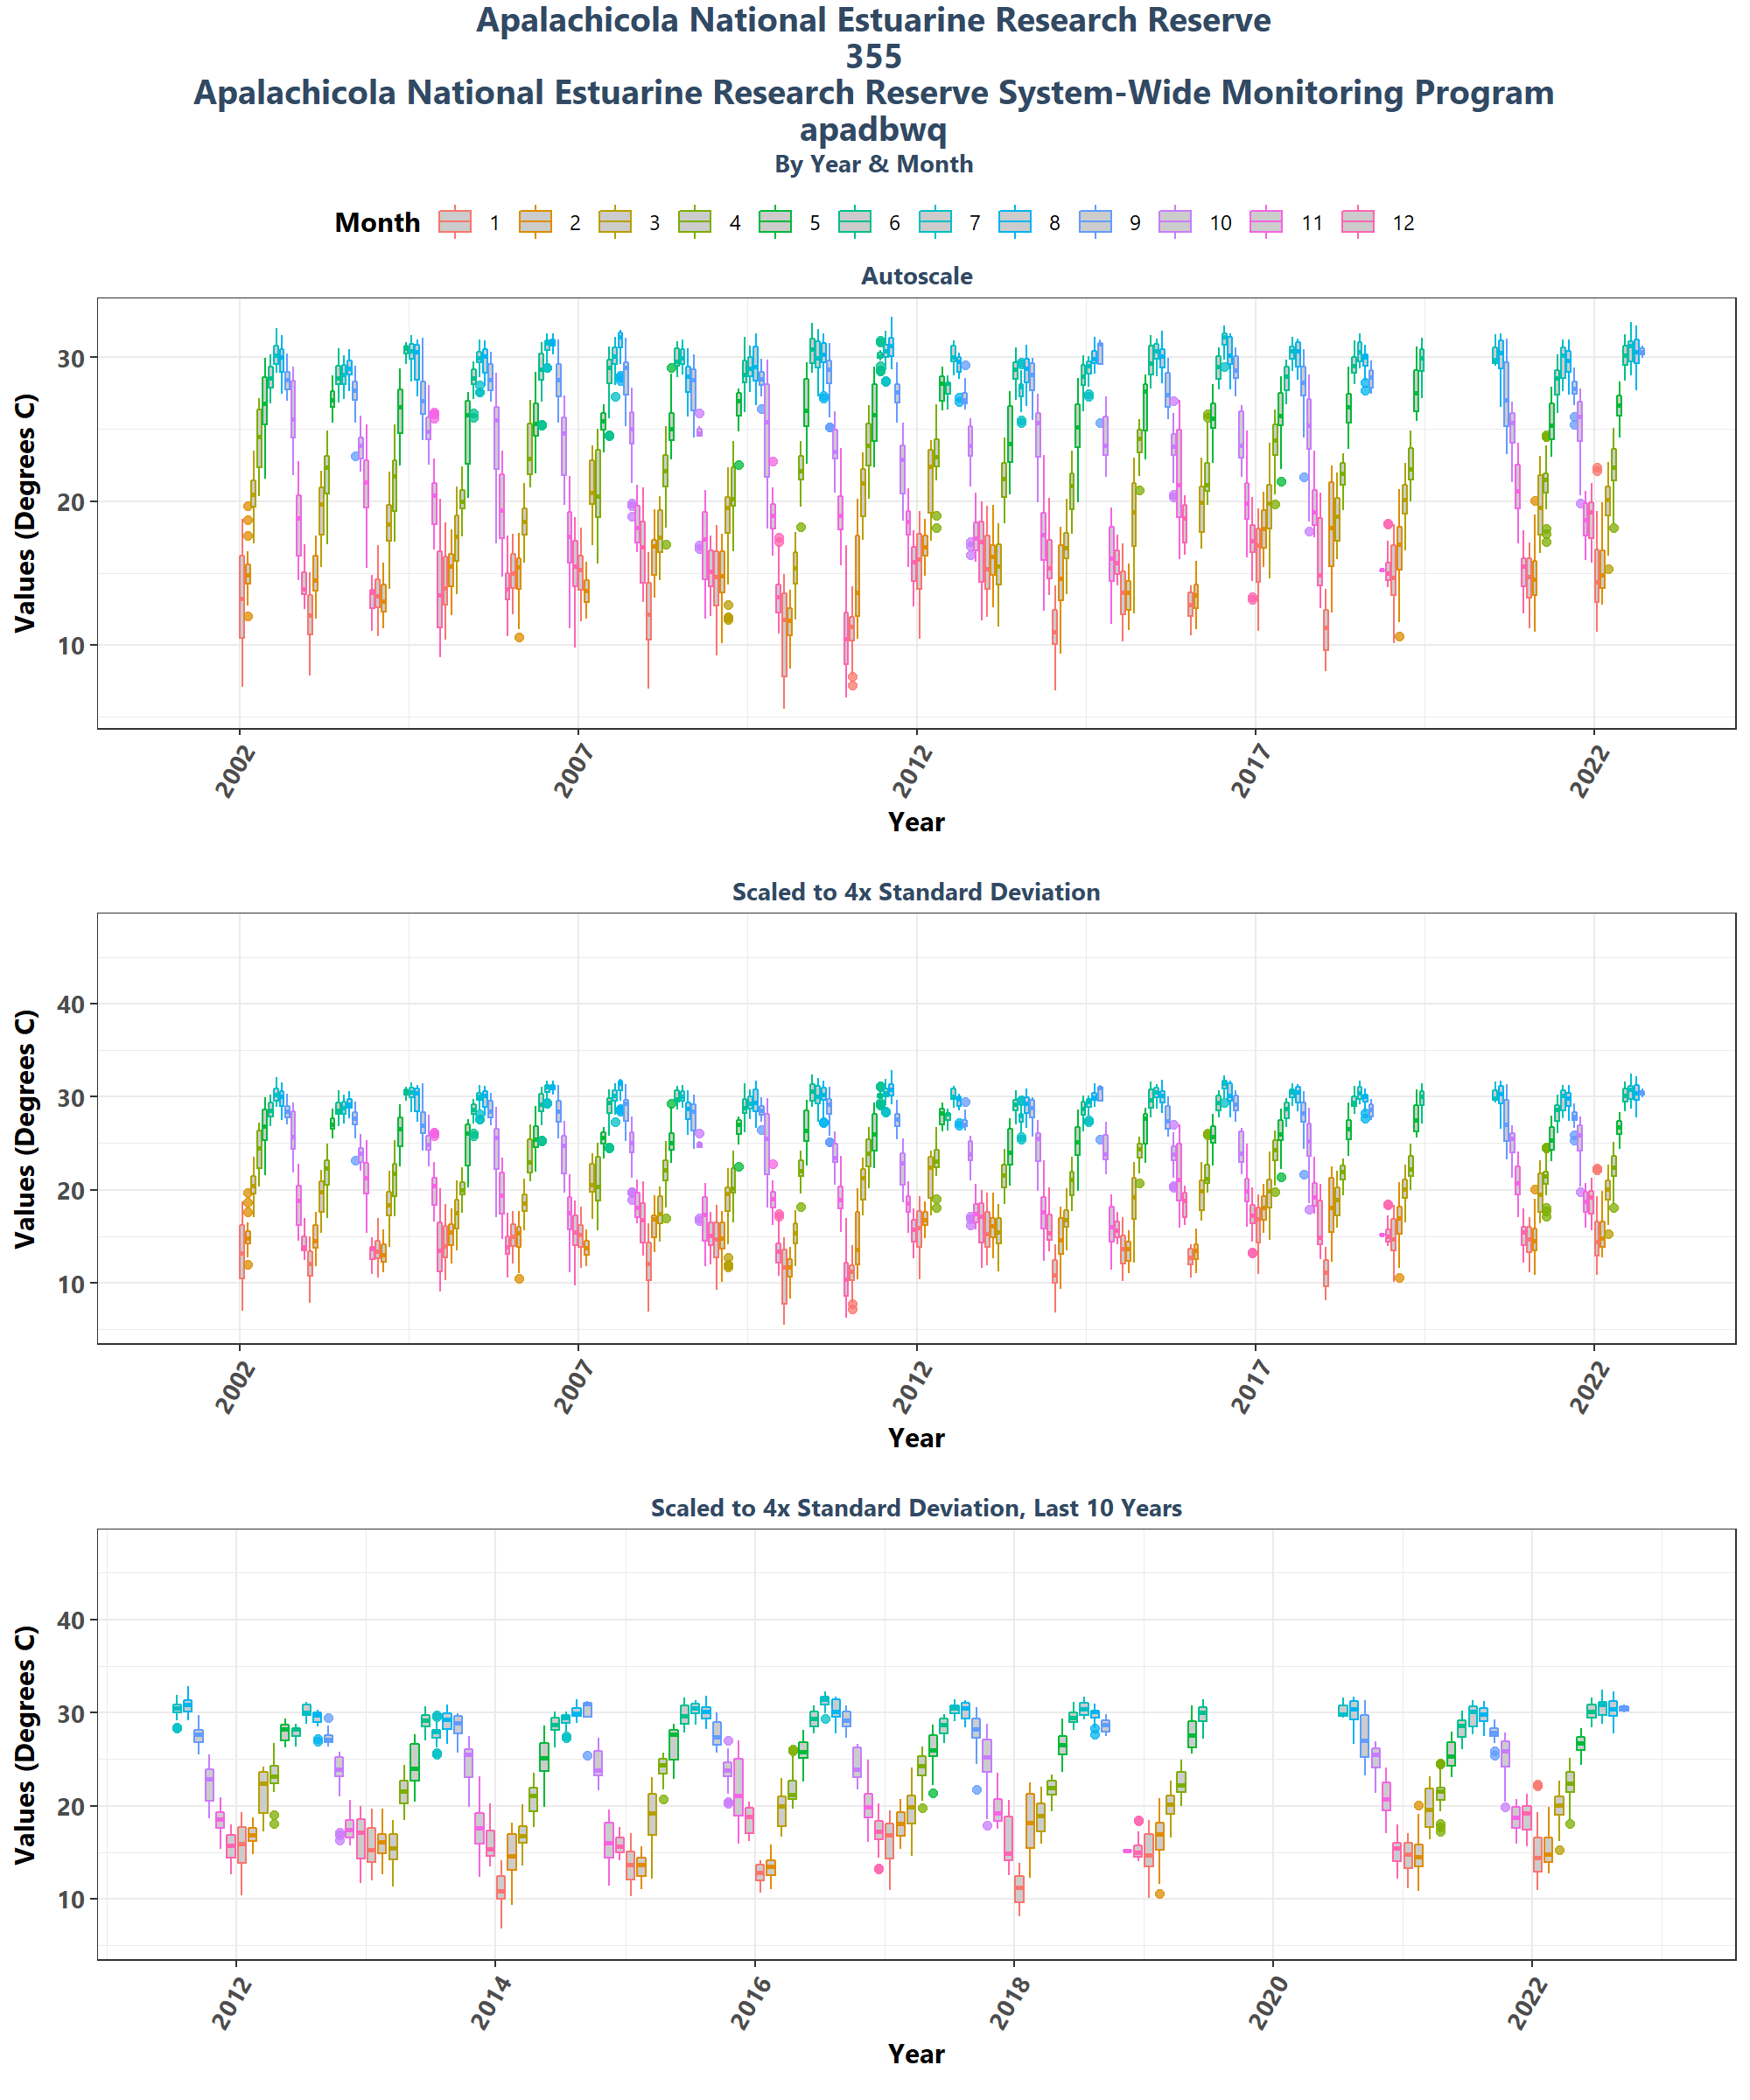 Apalachicola National Estuarine Research Reserve
355
Apalachicola National Estuarine Research Reserve System-Wide Monitoring Program
apadbwq
By Year & Month
Month 1 2 3 4 5 6 7 8 9 10 11 12
Autoscale
Values (Degrees C)
30
20
10
2002 2007 2012 2017 2022
Year
Scaled to 4x Standard Deviation
Values (Degrees C)
40
30
20
10
2002 2007 2012 2017 2022
Year
Scaled to 4x Standard Deviation, Last 10 Years
Values (Degrees C)
40
30
20
10
2012 2014 2016 2018 2020 2022
Year